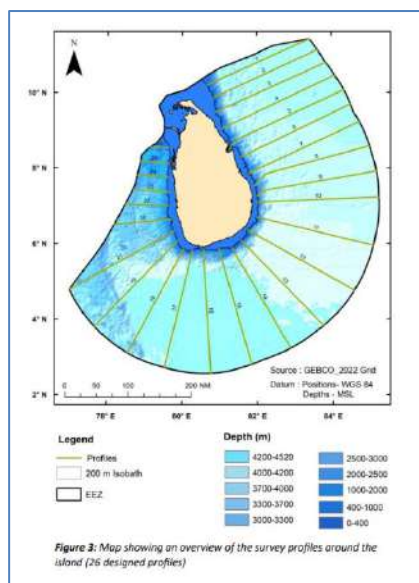 N
10° N
8° N
6° N
4° N
2° N
Source : GEBCO_2022 Grid
Datum : Positions- WGS 84
Depths - MSL
0 50 100 200 NM
78° E
80° E
82° E
84° E
Legend
Profiles
200 m Isobath
EEZ
Depth (m)
4200-4520
4000-4200
3700-4000
3300-3700
3000-3300
2500-3000
2000-2500
1000-2000
400-1000
0-400
Figure 3: Map showing an overview of the survey profiles around the
island (26 designed profiles)